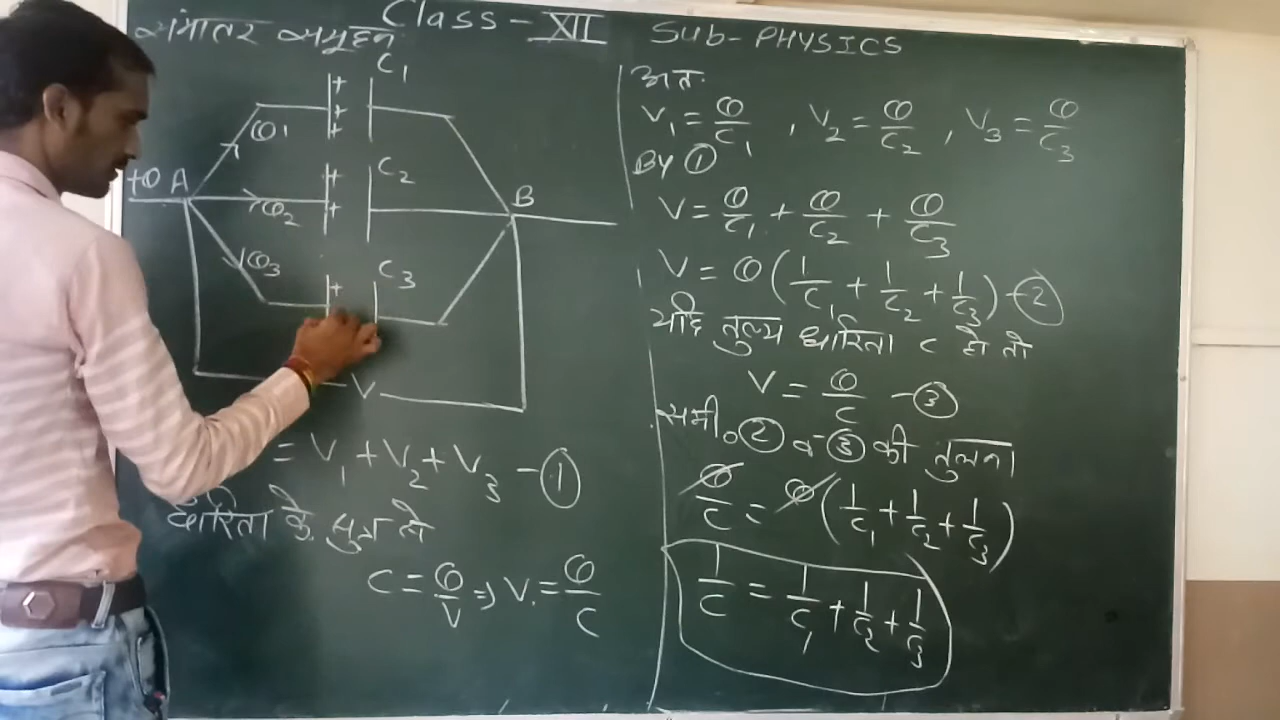 समांतर समूहन Class - XII Sub- PHYSICS
C1
+
+
+
Q1
C2
+
+
+Q A
Q2
B
Q3
C3
+
V
= V1 + V2 + V3 - ①
धारिता के सूत्र से
C = Q/V => V = Q/C
अतः
V1 = Q/C1 , V2 = Q/C2 , V3 = Q/C3
By ①
V = Q/C1 + Q/C2 + Q/C3
V = Q(1/C1 + 1/C2 + 1/C3) - ②
यदि तुल्य धारिता C हो तो
V = Q/C - ③
समी० ② व ③ की तुलना
Q/C = Q(1/C1 + 1/C2 + 1/C3)
1/C = 1/C1 + 1/C2 + 1/C3